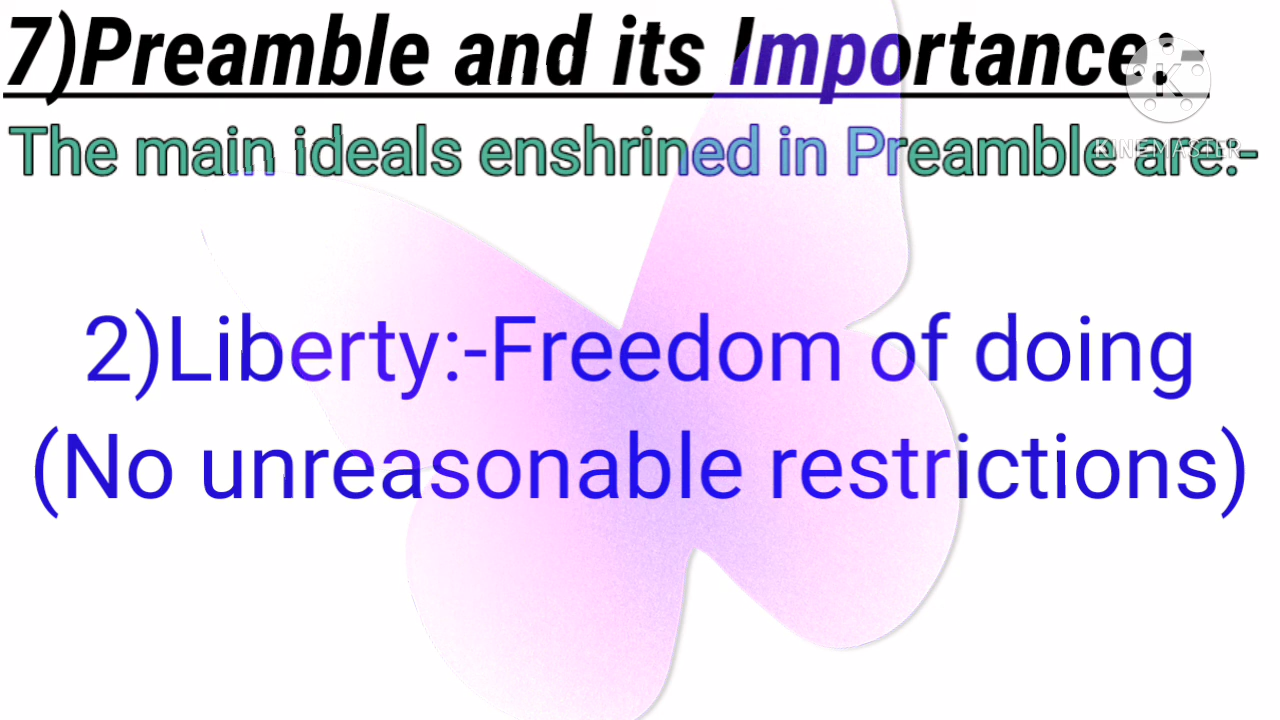 7)Preamble and its Importance:-
The main ideals enshrined in Preamble are:-
2)Liberty:-Freedom of doing
(No unreasonable restrictions)
K
KINEMASTER